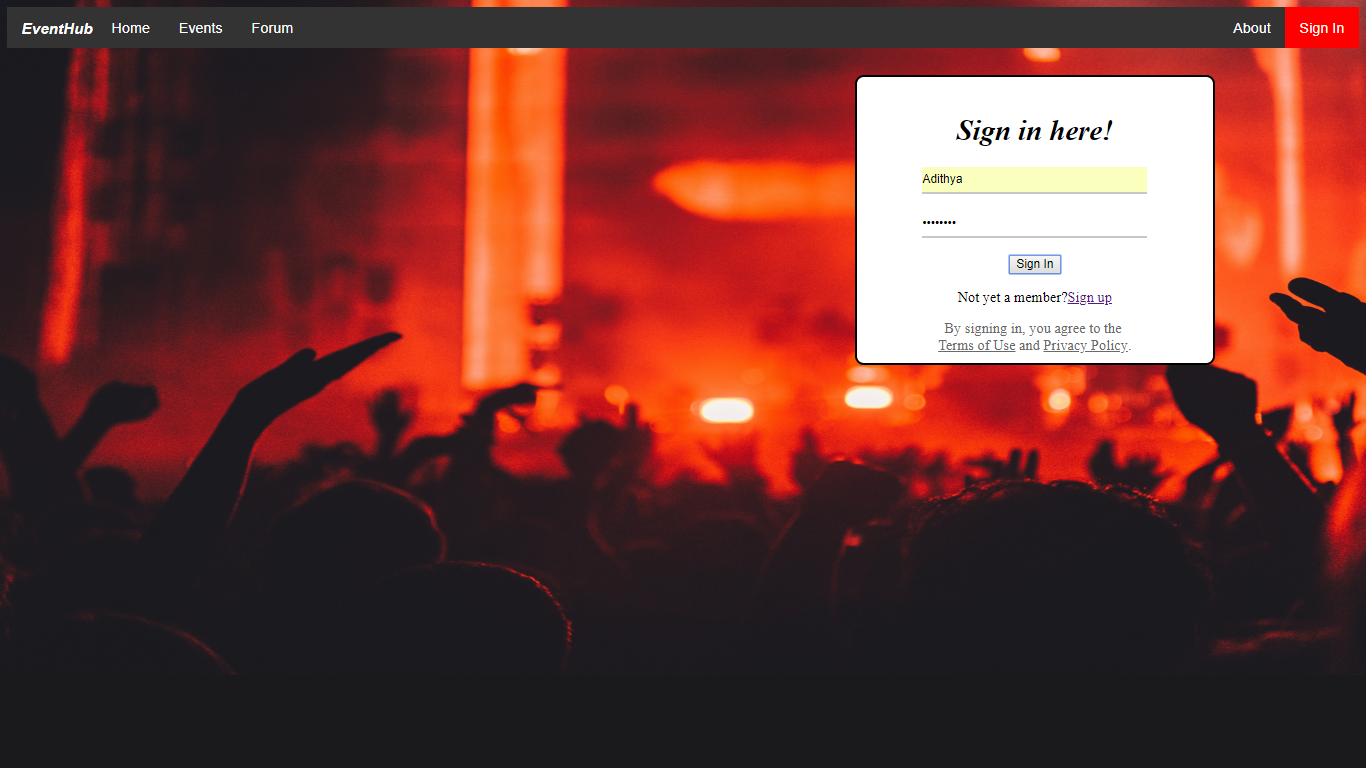 EventHub Home Events Forum About Sign In
Sign in here!
Adithya
••••••••
Sign In
Not yet a member?Sign up
By signing in, you agree to the
Terms of Use and Privacy Policy.